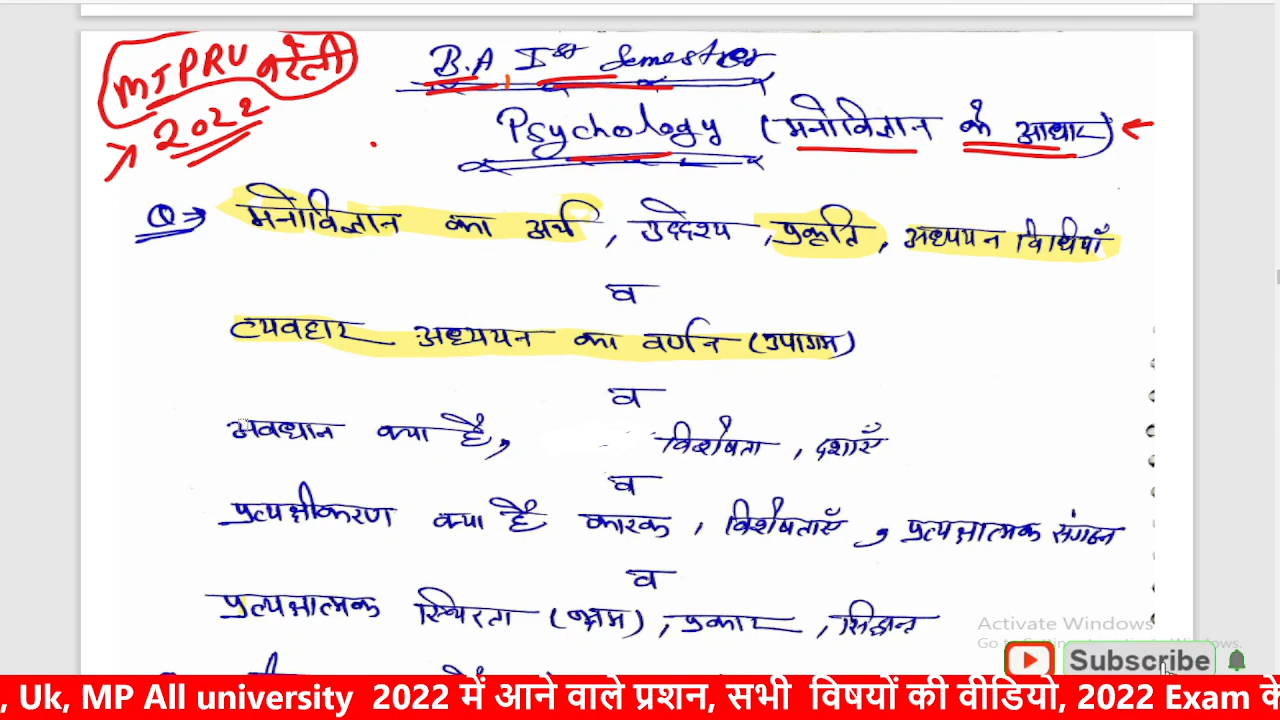 MJPRU बरेली
2022
B.A Ist Semester
Psychology (मनोविज्ञान के आधार)
Q⇒ मनोविज्ञान का अर्थ, उद्देश्य, प्रकृति, अध्ययन विधियाँ
व
व्यवहार अध्ययन का वर्णन (उपागम)
व
अवधान क्या है, विशेषता, दशाएँ
व
प्रत्यक्षीकरण क्या है कारक, विशेषताएँ, प्रत्यक्षात्मक संगठन
व
प्रत्यक्षात्मक स्थिरता (भ्रम), प्रकार, सिद्धान्त
Activate Windows
Subscribe
, Uk, MP All university 2022 में आने वाले प्रशन, सभी विषयों की वीडियो, 2022 Exam के